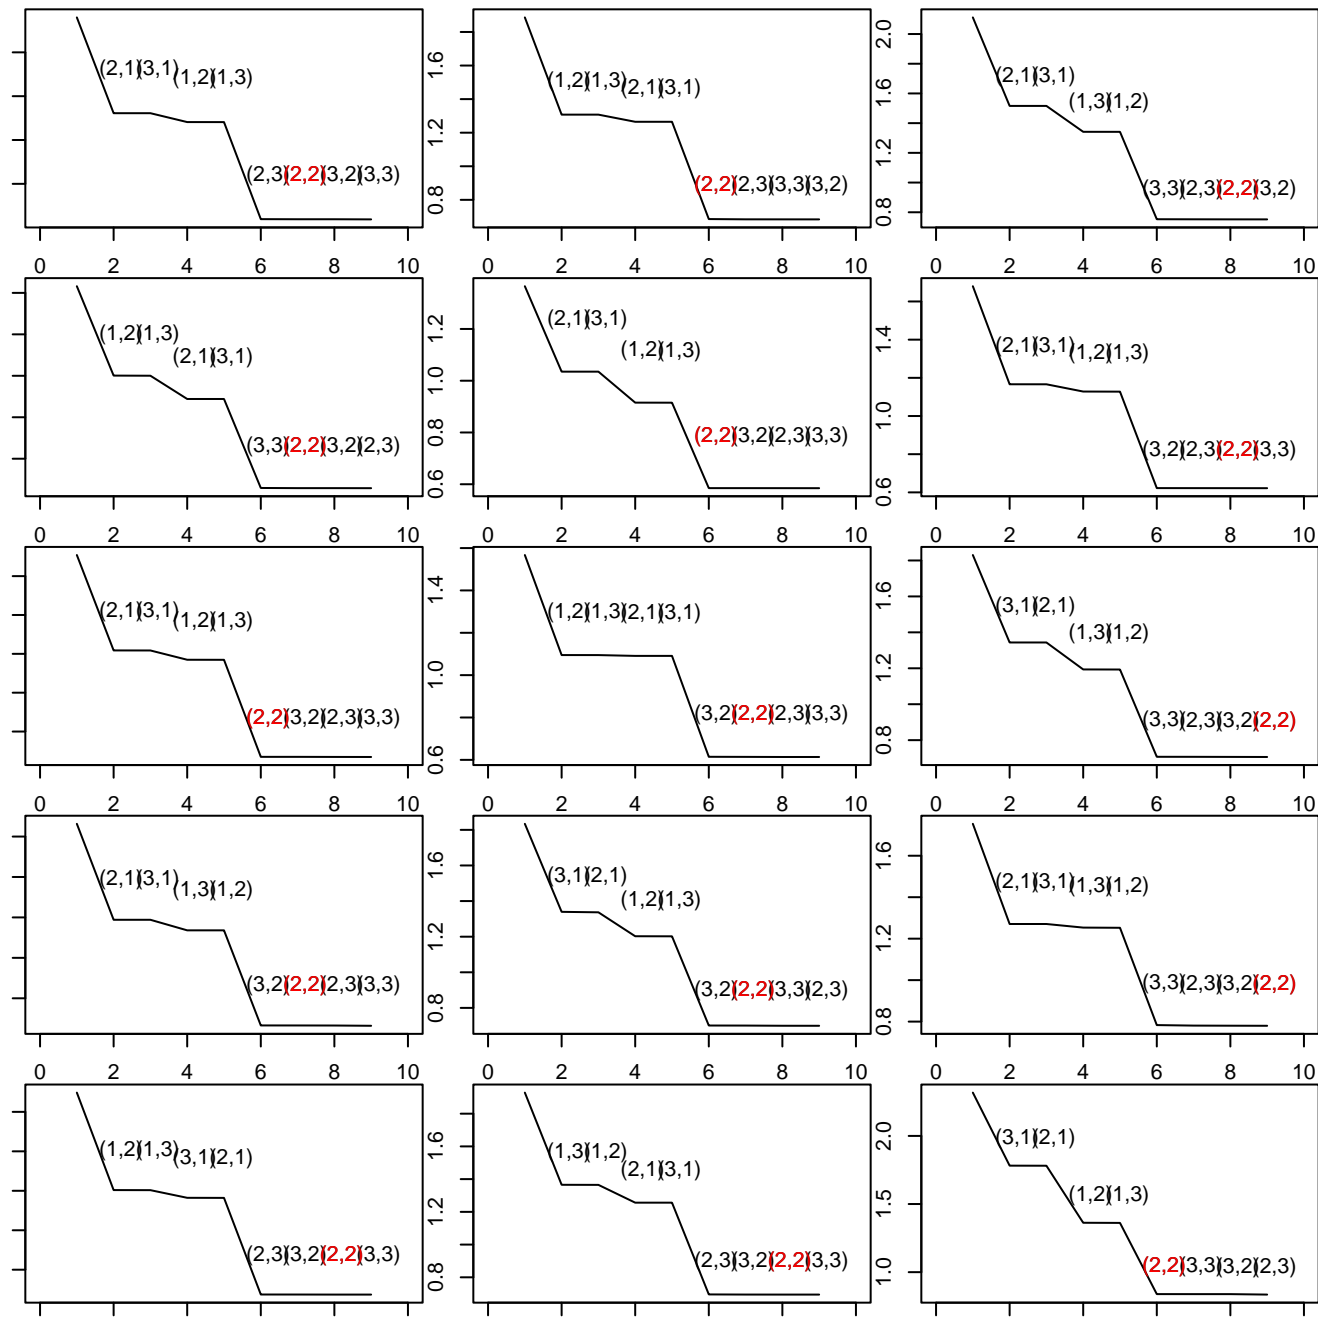 (2,1)(3,1)(1,2)(1,3)
(2,3)(2,2)(3,2)(3,3)
0 2 4 6 8 10
0.8 1.2 1.6
(1,2)(1,3)(2,1)(3,1)
(2,2)(2,3)(3,3)(3,2)
0 2 4 6 8 10
0.8 1.2 1.6 2.0
(2,1)(3,1)
(1,3)(1,2)
(3,3)(2,3)(2,2)(3,2)
0 2 4 6 8 10
(1,2)(1,3)
(2,1)(3,1)
(3,3)(2,2)(3,2)(2,3)
0 2 4 6 8 10
0.6 0.8 1.0 1.2
(2,1)(3,1)
(1,2)(1,3)
(2,2)(3,2)(2,3)(3,3)
0 2 4 6 8 10
0.6 1.0 1.4
(2,1)(3,1)(1,2)(1,3)
(3,2)(2,3)(2,2)(3,3)
0 2 4 6 8 10
(2,1)(3,1)(1,2)(1,3)
(2,2)(3,2)(2,3)(3,3)
0 2 4 6 8 10
0.6 1.0 1.4
(1,2)(1,3)(2,1)(3,1)
(3,2)(2,2)(2,3)(3,3)
0 2 4 6 8 10
0.8 1.2 1.6
(3,1)(2,1)
(1,3)(1,2)
(3,3)(2,3)(3,2)(2,2)
0 2 4 6 8 10
(2,1)(3,1)(1,3)(1,2)
(3,2)(2,2)(2,3)(3,3)
0 2 4 6 8 10
0.8 1.2 1.6
(3,1)(2,1)
(1,2)(1,3)
(3,2)(2,2)(3,3)(2,3)
0 2 4 6 8 10
0.8 1.2 1.6
(2,1)(3,1)(1,3)(1,2)
(3,3)(2,3)(3,2)(2,2)
0 2 4 6 8 10
(1,2)(1,3)(3,1)(2,1)
(2,3)(3,2)(2,2)(3,3)
0.8 1.2 1.6
(1,3)(1,2)
(2,1)(3,1)
(2,3)(3,2)(2,2)(3,3)
1.0 1.5 2.0
(3,1)(2,1)
(1,2)(1,3)
(2,2)(3,3)(3,2)(2,3)